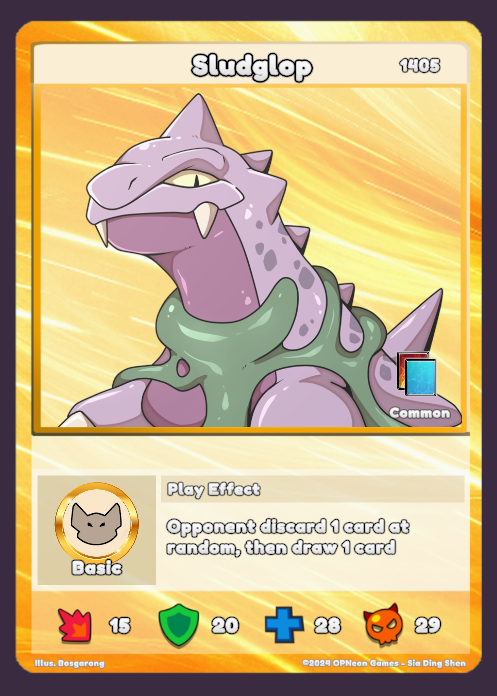 Sludglop 1405
Common
Play Effect
Opponent discard 1 card at
random, then draw 1 card
Basic
15 20 28 29
Illus. Besgarong ©2024 OPNeon Games - Sia Ding Shen